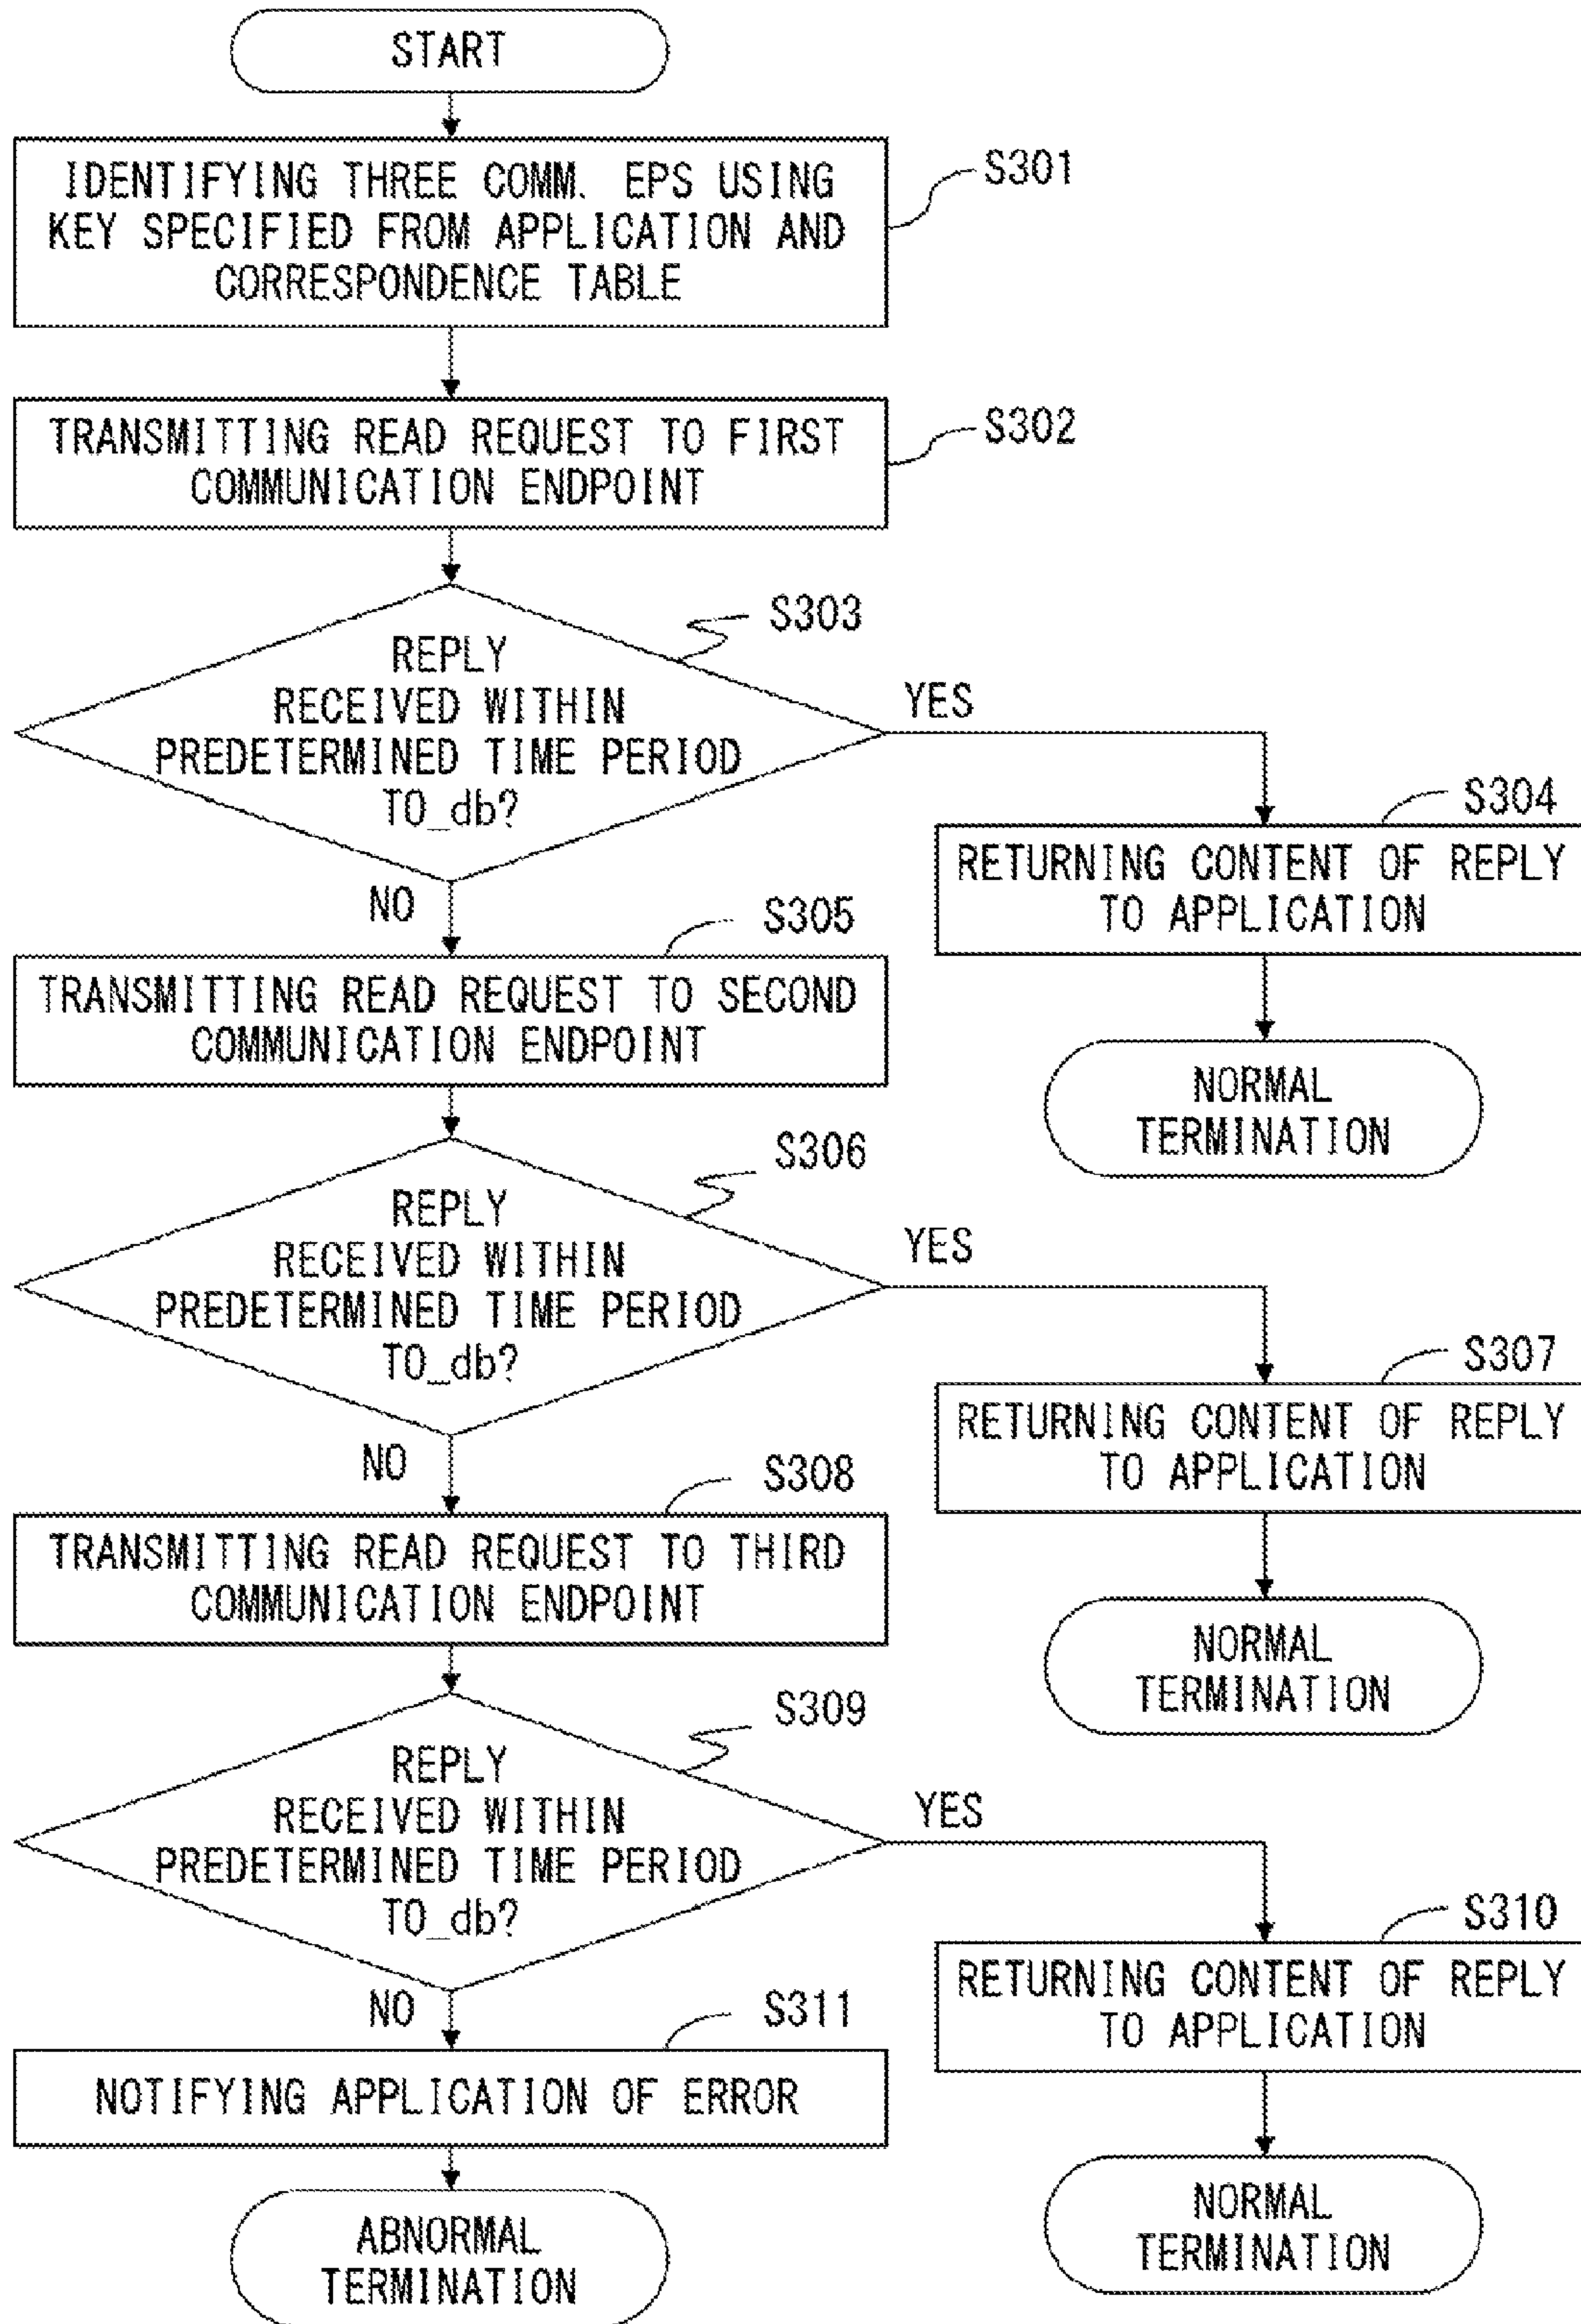 START
IDENTIFYING THREE COMM. EPS USING
KEY SPECIFIED FROM APPLICATION AND
CORRESPONDENCE TABLE
S301
TRANSMITTING READ REQUEST TO FIRST
COMMUNICATION ENDPOINT
S302
REPLY
RECEIVED WITHIN
PREDETERMINED TIME PERIOD
TO_db?
S303
YES
NO
S304
RETURNING CONTENT OF REPLY
TO APPLICATION
NORMAL
TERMINATION
S305
TRANSMITTING READ REQUEST TO SECOND
COMMUNICATION ENDPOINT
REPLY
RECEIVED WITHIN
PREDETERMINED TIME PERIOD
TO_db?
S306
YES
NO
S307
RETURNING CONTENT OF REPLY
TO APPLICATION
NORMAL
TERMINATION
S308
TRANSMITTING READ REQUEST TO THIRD
COMMUNICATION ENDPOINT
REPLY
RECEIVED WITHIN
PREDETERMINED TIME PERIOD
TO_db?
S309
YES
NO
S310
RETURNING CONTENT OF REPLY
TO APPLICATION
NORMAL
TERMINATION
S311
NOTIFYING APPLICATION OF ERROR
ABNORMAL
TERMINATION